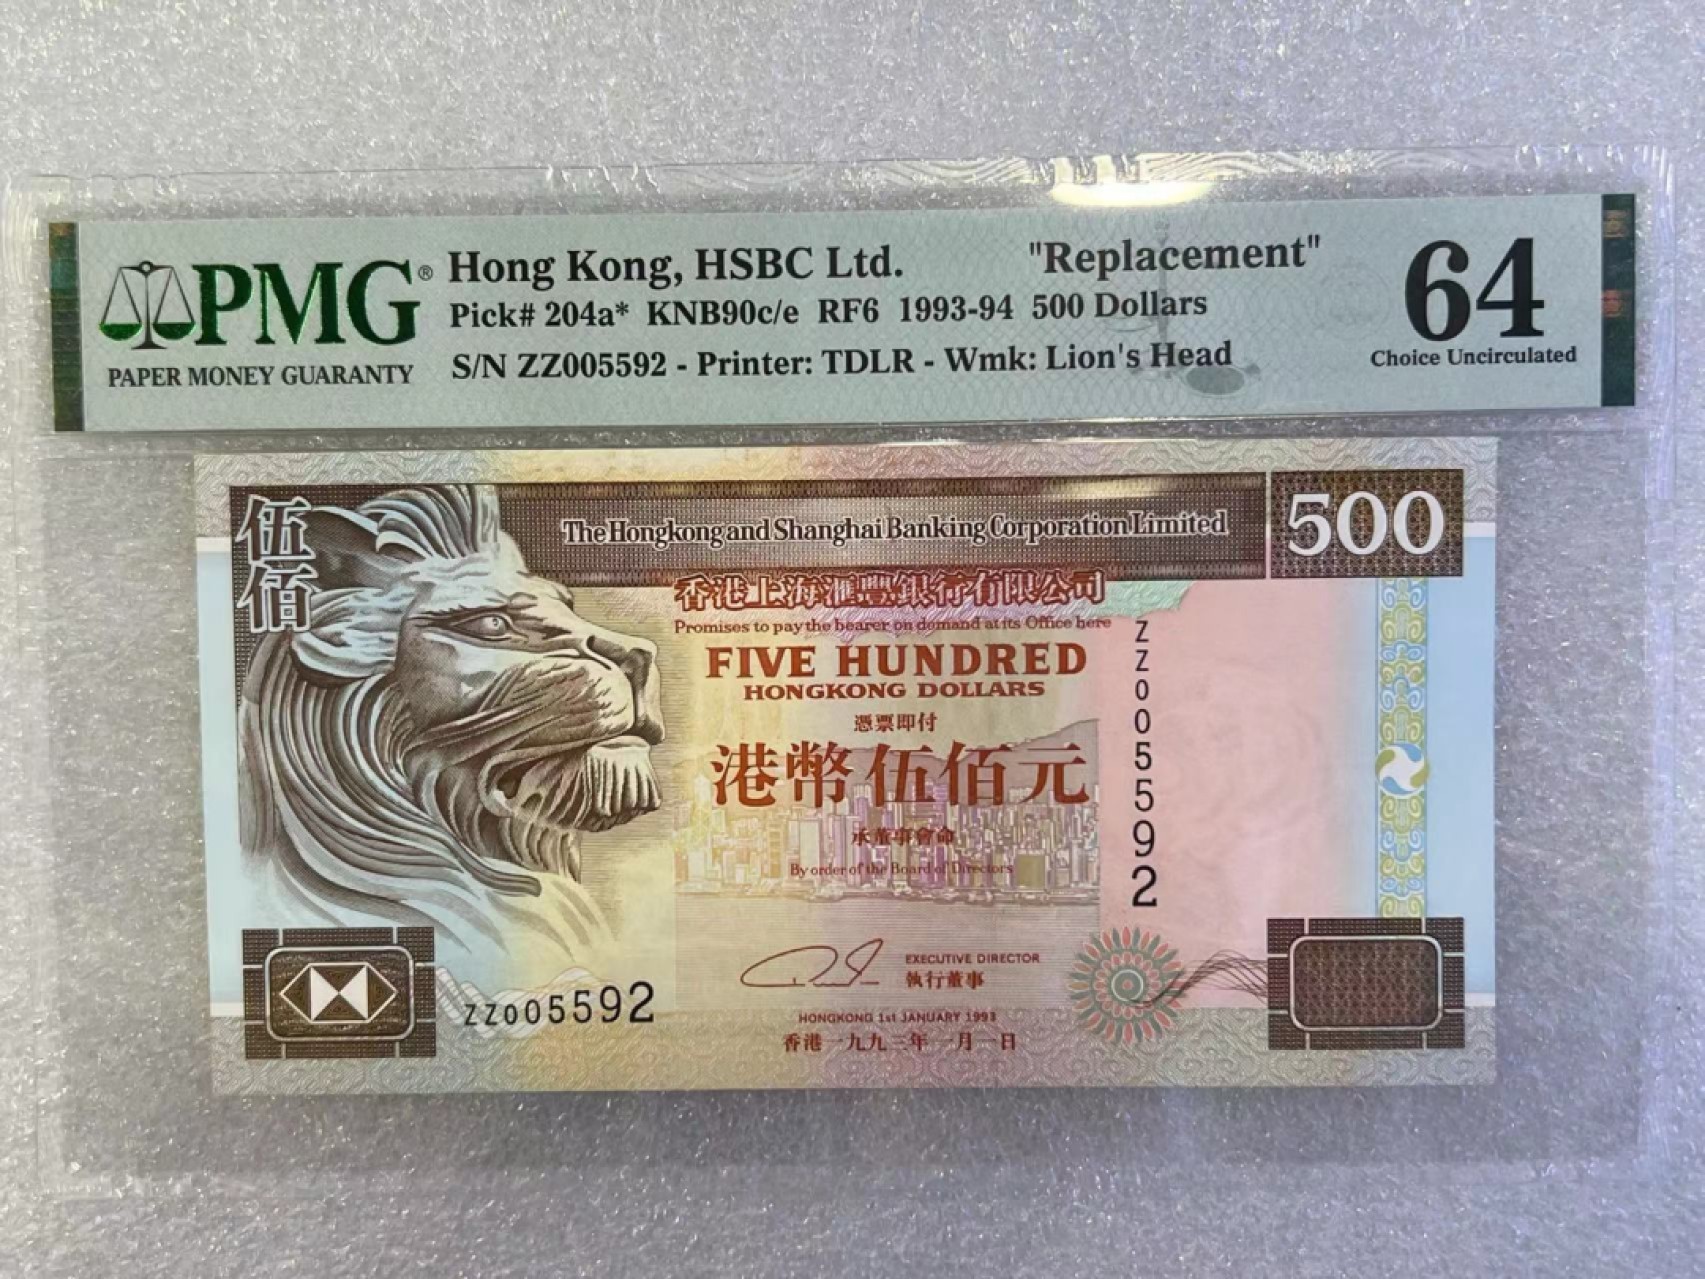 PMG®
PAPER MONEY GUARANTY
Hong Kong, HSBC Ltd. "Replacement"
Pick# 204a* KNB90c/e RF6 1993-94 500 Dollars
S/N ZZ005592 - Printer: TDLR - Wmk: Lion's Head
64
Choice Uncirculated
伍佰
The Hongkong and Shanghai Banking Corporation Limited
500
香港上海滙豐銀行有限公司
Promises to pay the bearer on demand at its Office here
FIVE HUNDRED
HONGKONG DOLLARS
憑票即付
港幣伍佰元
承董事會命
By order of the Board of Directors
ZZ005592
EXECUTIVE DIRECTOR
執行董事
ZZ005592
HONGKONG 1st JANUARY 1993
香港一九九三年一月一日